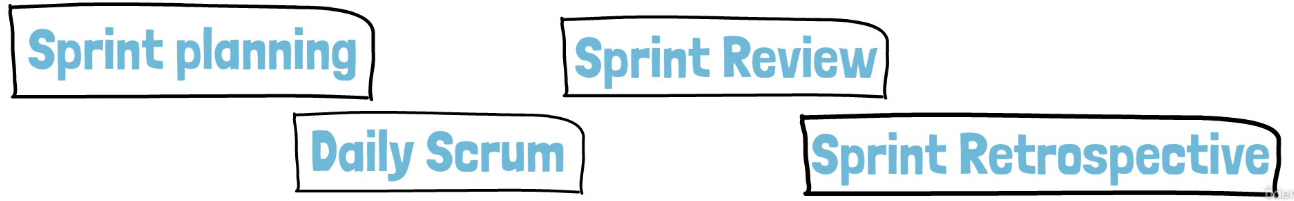 Sprint planning
Daily Scrum
Sprint Review
Sprint Retrospective